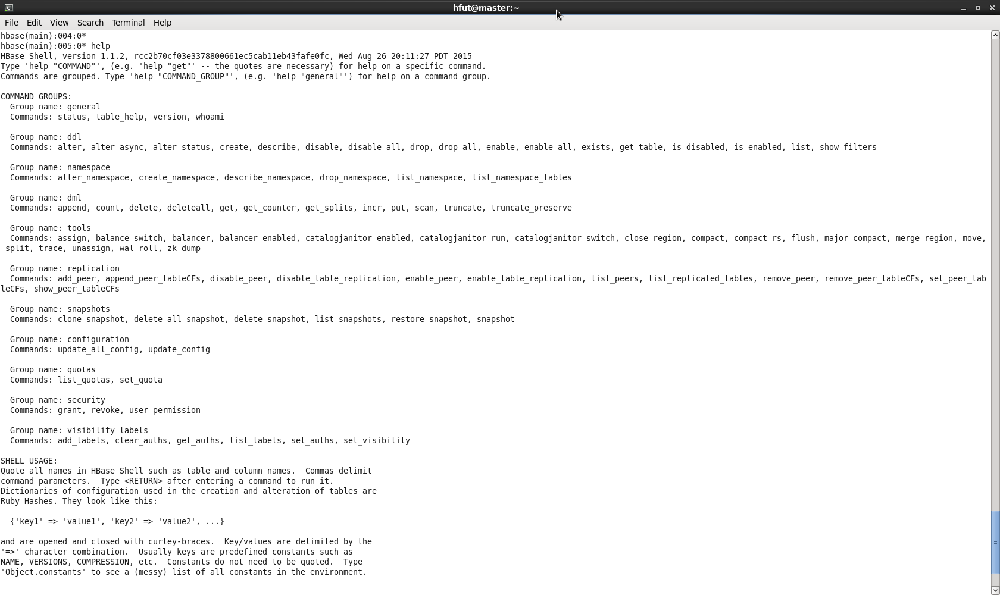 hfut@master:~
File Edit View Search Terminal Help
hbase(main):004:0*
hbase(main):005:0* help
HBase Shell, version 1.1.2, rcc2b70cf03e3378800661ec5cab11eb43fafe0fc, Wed Aug 26 20:11:27 PDT 2015
Type 'help "COMMAND"', (e.g. 'help "get"' -- the quotes are necessary) for help on a specific command.
Commands are grouped. Type 'help "COMMAND_GROUP"', (e.g. 'help "general"') for help on a command group.

COMMAND GROUPS:
  Group name: general
  Commands: status, table_help, version, whoami

  Group name: ddl
  Commands: alter, alter_async, alter_status, create, describe, disable, disable_all, drop, drop_all, enable, enable_all, exists, get_table, is_disabled, is_enabled, list, show_filters

  Group name: namespace
  Commands: alter_namespace, create_namespace, describe_namespace, drop_namespace, list_namespace, list_namespace_tables

  Group name: dml
  Commands: append, count, delete, deleteall, get, get_counter, get_splits, incr, put, scan, truncate, truncate_preserve

  Group name: tools
  Commands: assign, balance_switch, balancer, balancer_enabled, catalogjanitor_enabled, catalogjanitor_run, catalogjanitor_switch, close_region, compact, compact_rs, flush, major_compact, merge_region, move,
 split, trace, unassign, wal_roll, zk_dump

  Group name: replication
  Commands: add_peer, append_peer_tableCFs, disable_peer, disable_table_replication, enable_peer, enable_table_replication, list_peers, list_replicated_tables, remove_peer, remove_peer_tableCFs, set_peer_tab
leCFs, show_peer_tableCFs

  Group name: snapshots
  Commands: clone_snapshot, delete_all_snapshot, delete_snapshot, list_snapshots, restore_snapshot, snapshot

  Group name: configuration
  Commands: update_all_config, update_config

  Group name: quotas
  Commands: list_quotas, set_quota

  Group name: security
  Commands: grant, revoke, user_permission

  Group name: visibility labels
  Commands: add_labels, clear_auths, get_auths, list_labels, set_auths, set_visibility

SHELL USAGE:
Quote all names in HBase Shell such as table and column names.  Commas delimit
command parameters.  Type <RETURN> after entering a command to run it.
Dictionaries of configuration used in the creation and alteration of tables are
Ruby Hashes. They look like this:

  {'key1' => 'value1', 'key2' => 'value2', ...}

and are opened and closed with curley-braces.  Key/values are delimited by the
'=>' character combination.  Usually keys are predefined constants such as
NAME, VERSIONS, COMPRESSION, etc.  Constants do not need to be quoted.  Type
'Object.constants' to see a (messy) list of all constants in the environment.